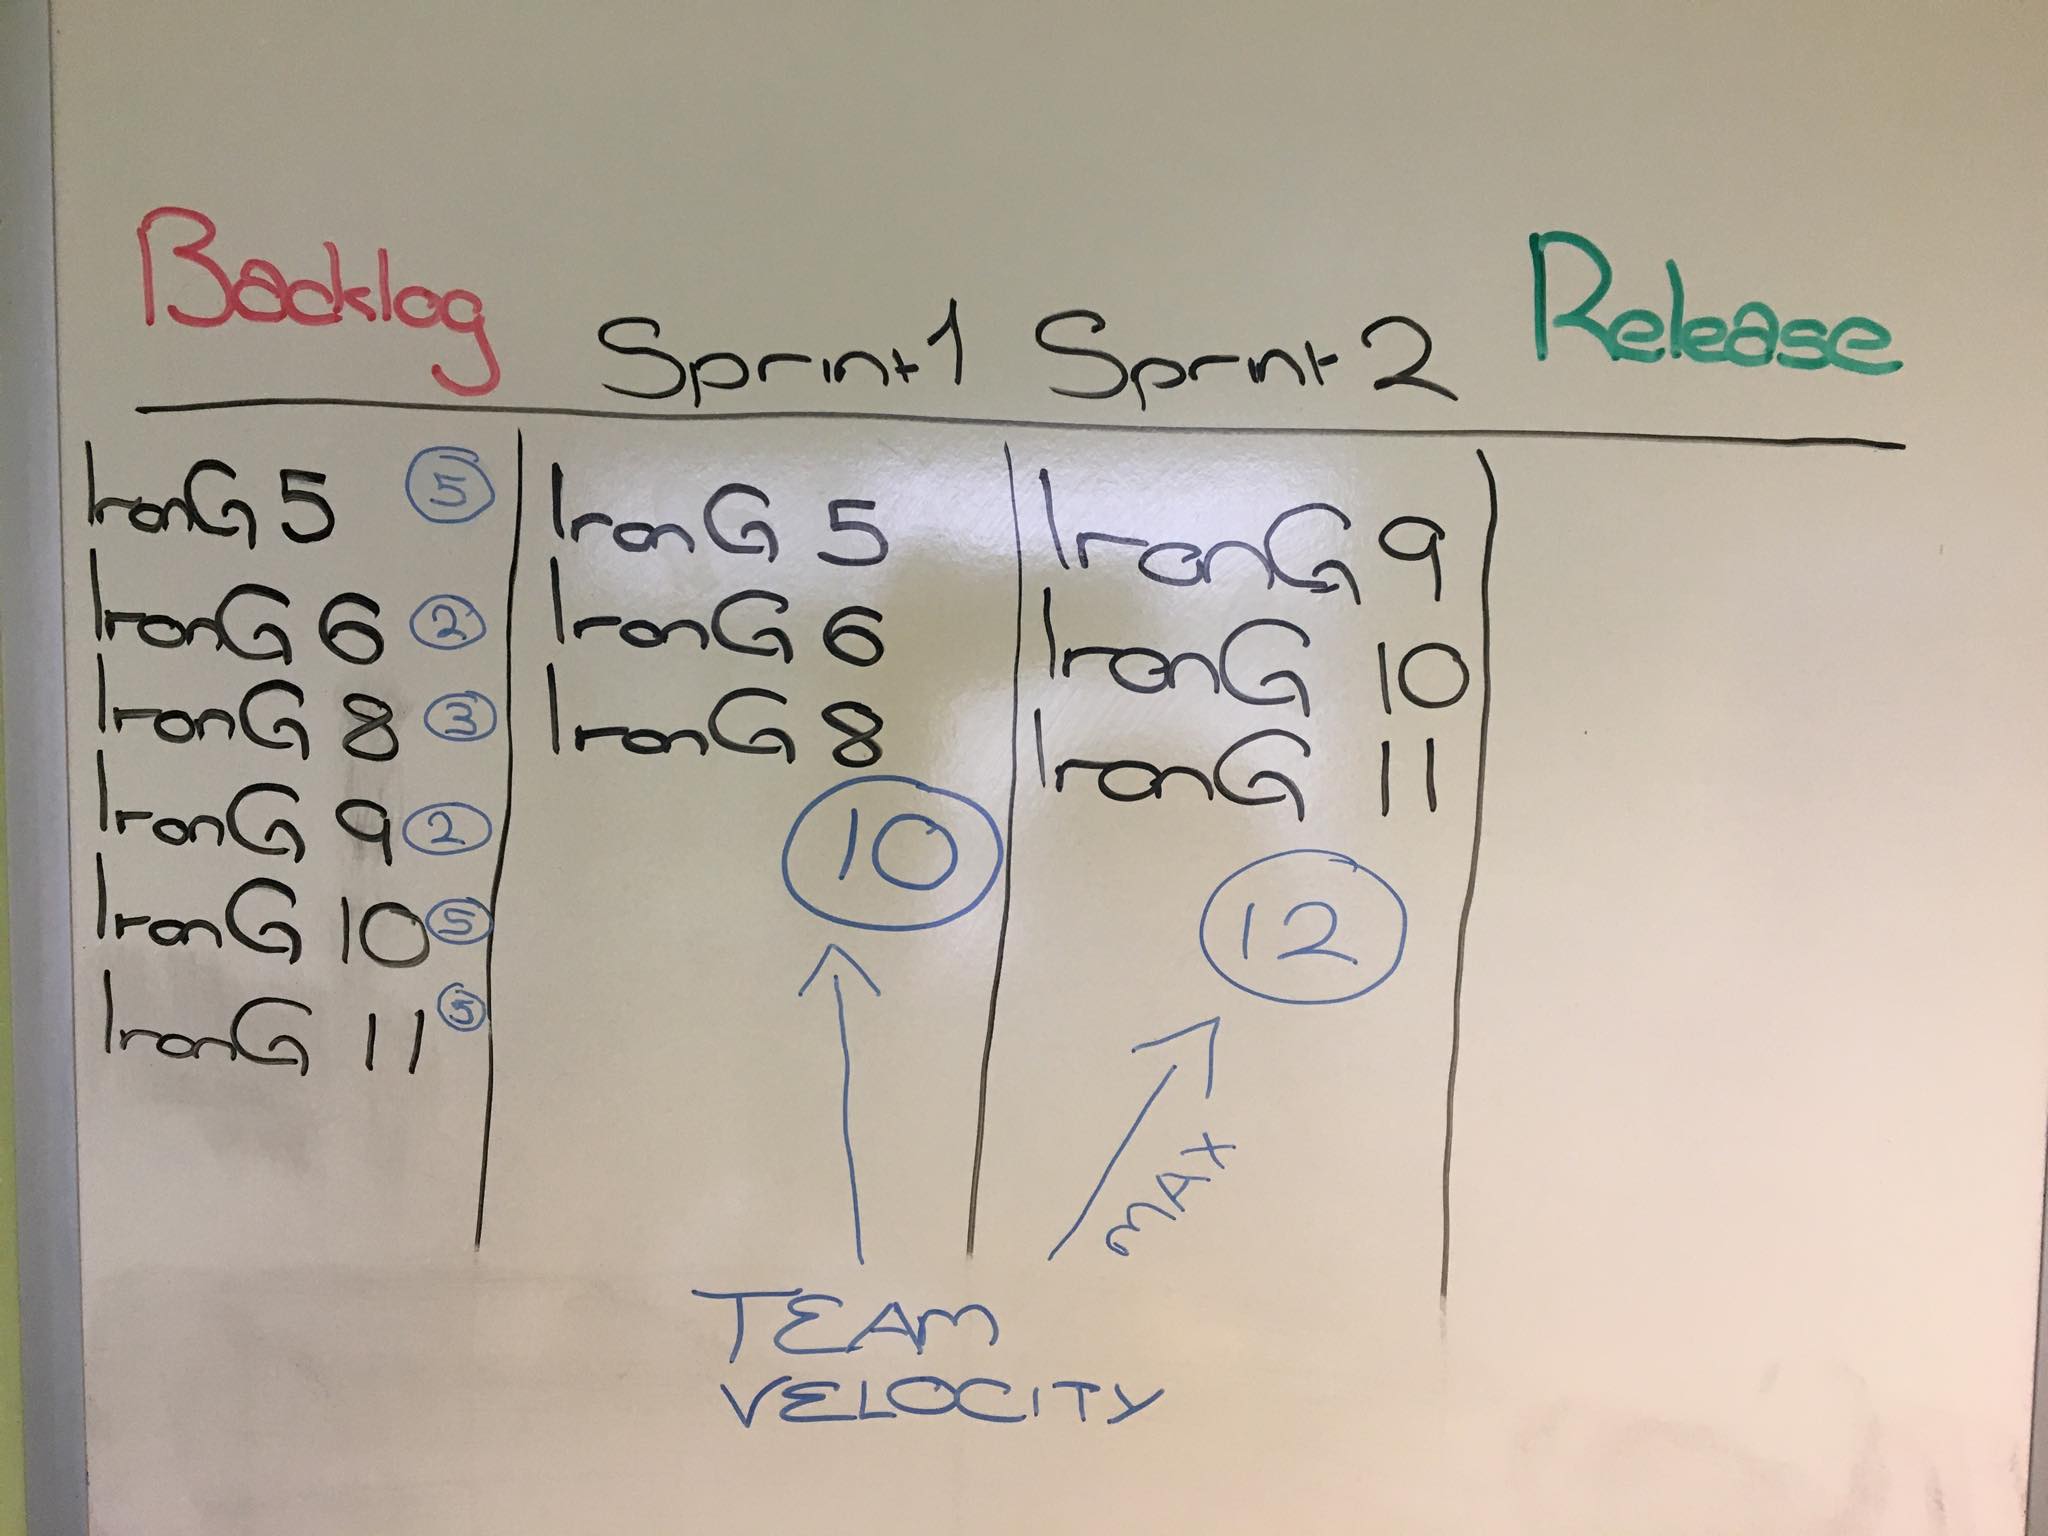 Backlog
Sprint 1
Sprint 2
Release
IronG 5 5
IronG 6 2
IronG 8 3
IronG 9 2
IronG 10 5
IronG 11 5
IronG 5
IronG 6
IronG 8
10
IronG 9
IronG 10
IronG 11
12
MAX
TEAM
VELOCITY